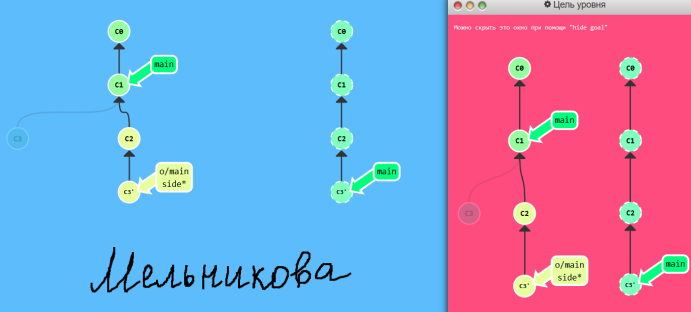 C0
C0
main
C1
C1
C3
C2
C2
o/main
side*
main
C3'
C3'
Мельникова
Цель уровня
Можно скрыть это окно при помощи "hide goal"
C0
C0
main
C1
C1
C3
C2
C2
o/main
side*
main
C3'
C3'